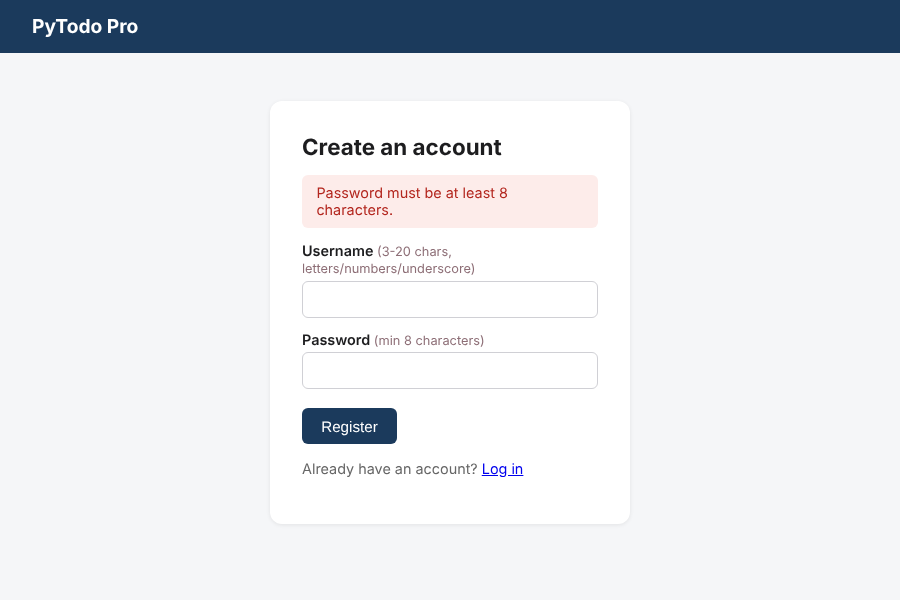 PyTodo Pro
Create an account
Password must be at least 8
characters.
Username (3-20 chars,
letters/numbers/underscore)
Password (min 8 characters)
Register
Already have an account? Log in